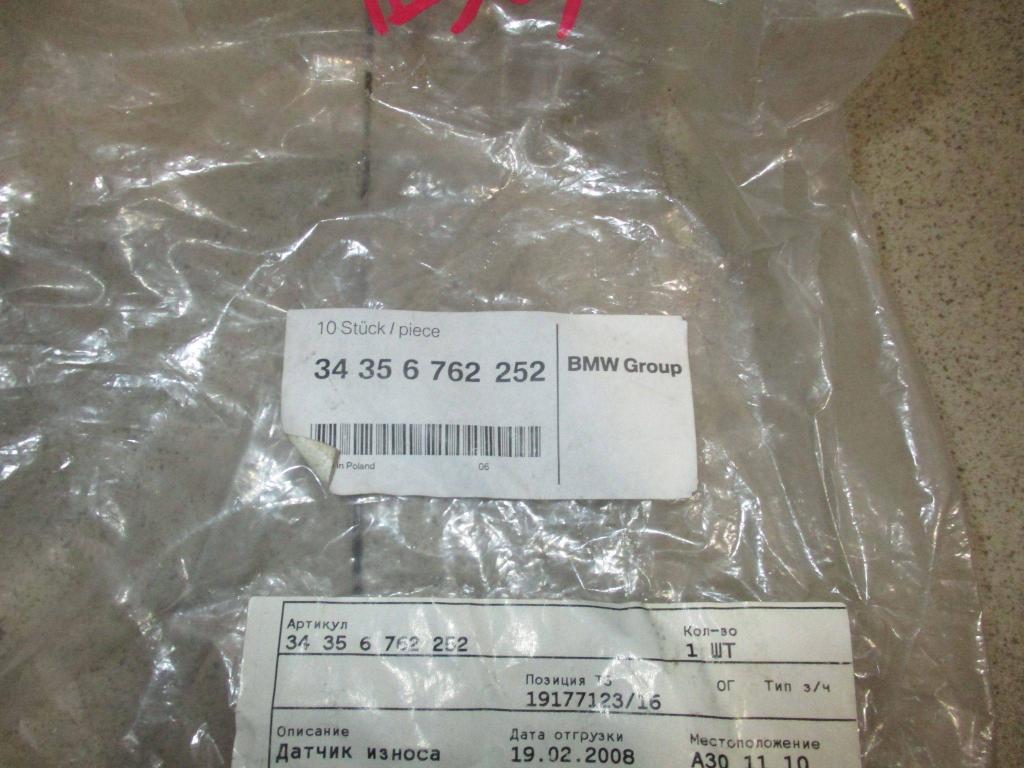 10 Stück / piece
34 35 6 762 252
BMW Group
in Poland 06
Артикул Кол-во
34 35 6 762 252 1 ШТ
Позиция ОГ Тип з/ч
19177123/16
Описание Дата отгрузки Местоположение
Датчик износа 19.02.2008 А30 11 10